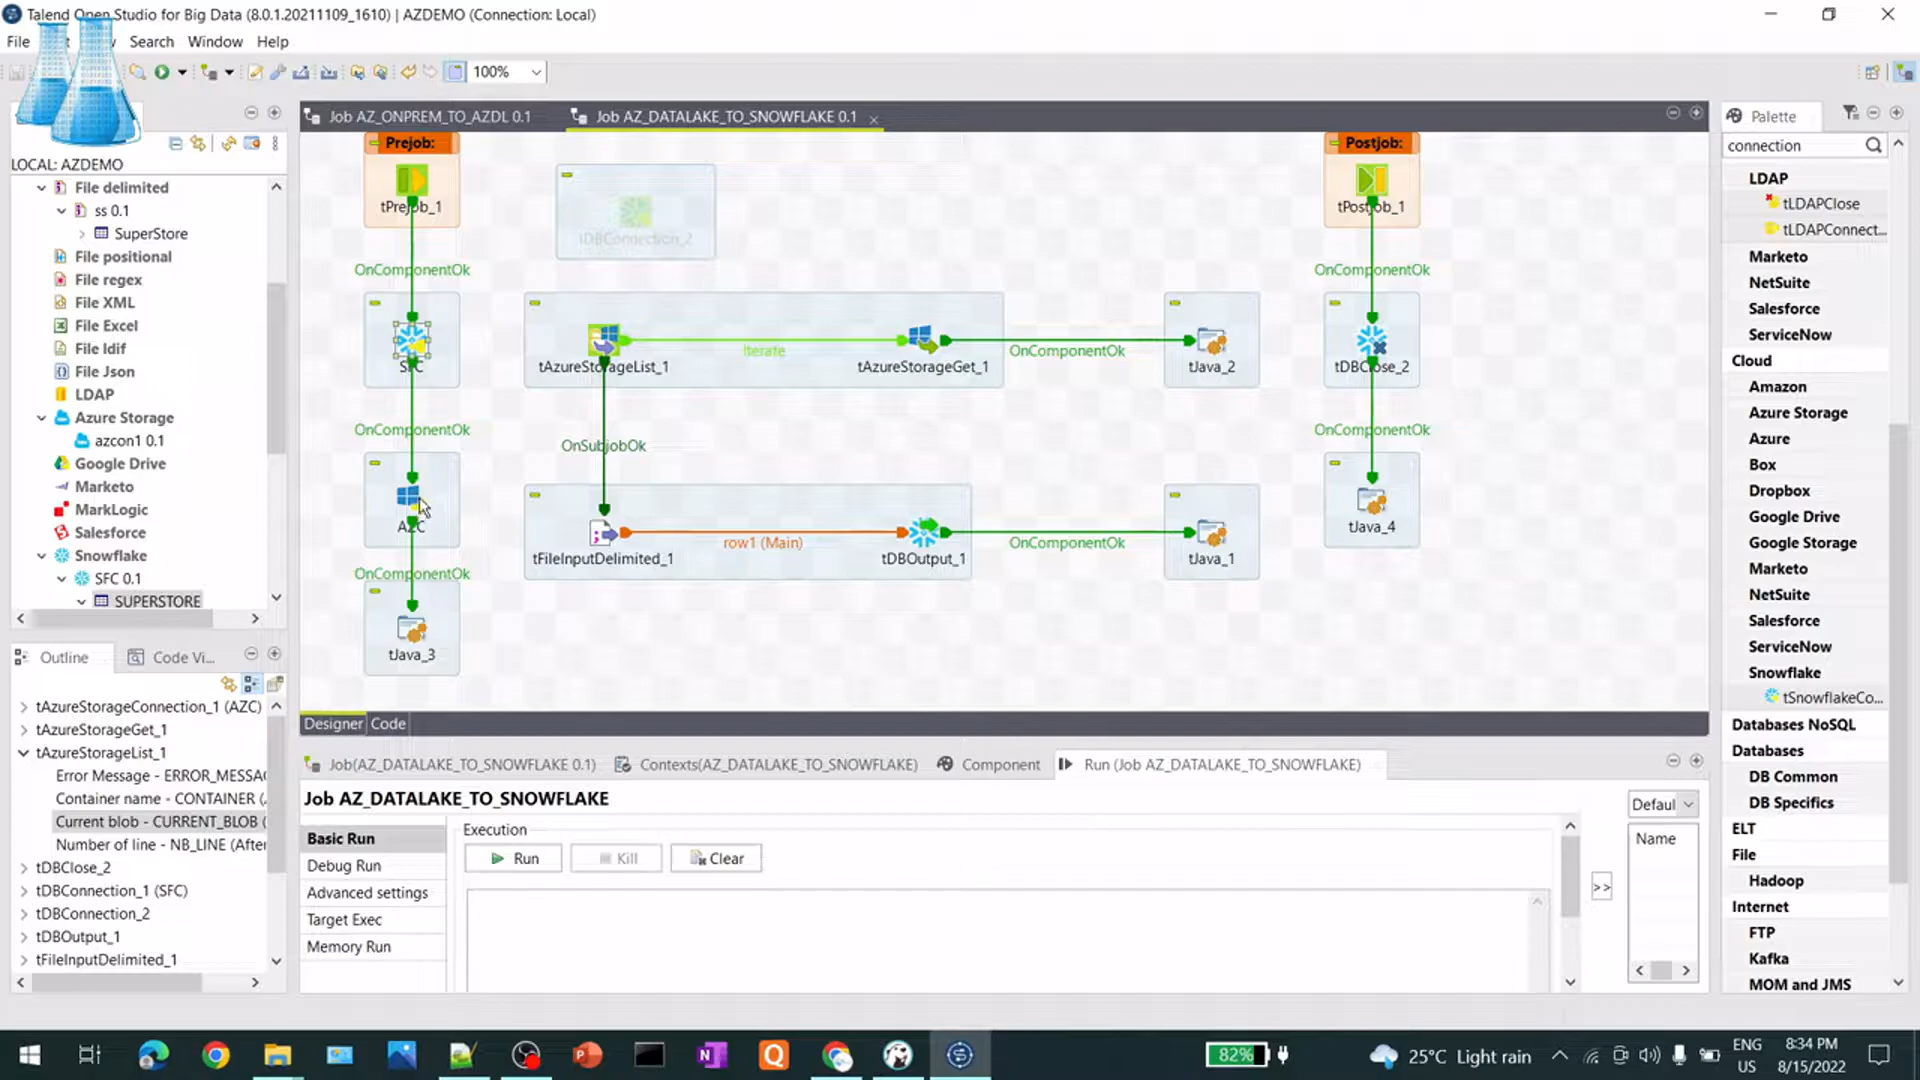 Talend Open Studio for Big Data (8.0.1.20211109_1610) | AZDEMO (Connection: Local)
File
Search
Window
Help
100%
LOCAL: AZDEMO
File delimited
ss 0.1
SuperStore
File positional
File regex
File XML
File Excel
File ldif
File Json
LDAP
Azure Storage
azcon1 0.1
Google Drive
Marketo
MarkLogic
Salesforce
Snowflake
SFC 0.1
SUPERSTORE
Outline
Code Vi...
tAzureStorageConnection_1 (AZC)
tAzureStorageGet_1
tAzureStorageList_1
Error Message - ERROR_MESSA
Container name - CONTAINER (
Current blob - CURRENT_BLOB (
Number of line - NB_LINE (After
tDBClose_2
tDBConnection_1 (SFC)
tDBConnection_2
tDBOutput_1
tFileInputDelimited_1
Job AZ_ONPREM_TO_AZDL 0.1
Job AZ_DATALAKE_TO_SNOWFLAKE 0.1
Prejob:
tPrejob_1
OnComponentOk
SFC
OnComponentOk
AZC
OnComponentOk
tJava_3
tDBConnection_2
tAzureStorageList_1
Iterate
tAzureStorageGet_1
OnComponentOk
tJava_2
OnSubjobOk
tFileInputDelimited_1
row1 (Main)
tDBOutput_1
OnComponentOk
tJava_1
Postjob:
tPostjob_1
OnComponentOk
tDBClose_2
OnComponentOk
tJava_4
Designer
Code
Job(AZ_DATALAKE_TO_SNOWFLAKE 0.1)
Contexts(AZ_DATALAKE_TO_SNOWFLAKE)
Component
Run (Job AZ_DATALAKE_TO_SNOWFLAKE)
Job AZ_DATALAKE_TO_SNOWFLAKE
Basic Run
Debug Run
Advanced settings
Target Exec
Memory Run
Execution
Run
Kill
Clear
>>
Defaul
Name
Palette
connection
LDAP
tLDAPClose
tLDAPConnect...
Marketo
NetSuite
Salesforce
ServiceNow
Cloud
Amazon
Azure Storage
Azure
Box
Dropbox
Google Drive
Google Storage
Marketo
NetSuite
Salesforce
ServiceNow
Snowflake
tSnowflakeCo...
Databases NoSQL
Databases
DB Common
DB Specifics
ELT
File
Hadoop
Internet
FTP
Kafka
MOM and JMS
82%
25°C Light rain
ENG
US
8:34 PM
8/15/2022